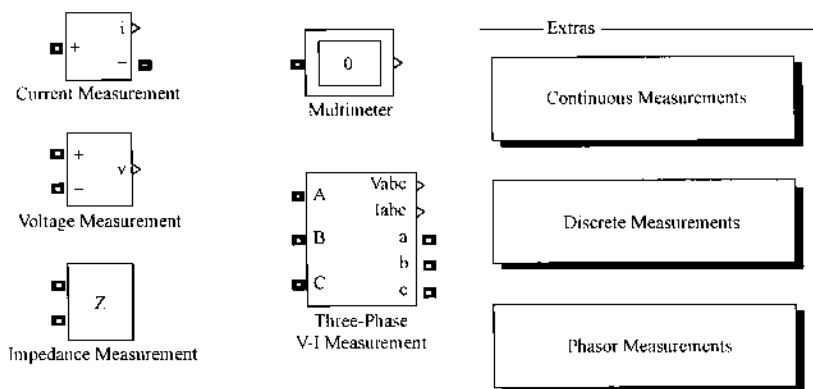 i
+
−
Current Measurement
+
v
−
Voltage Measurement
Z
Impedance Measurement
0
Multimeter
Vabc
A
Iabc
B
a
b
C
c
Three-Phase
V-I Measurement
Extras
Continuous Measurements
Discrete Measurements
Phasor Measurements